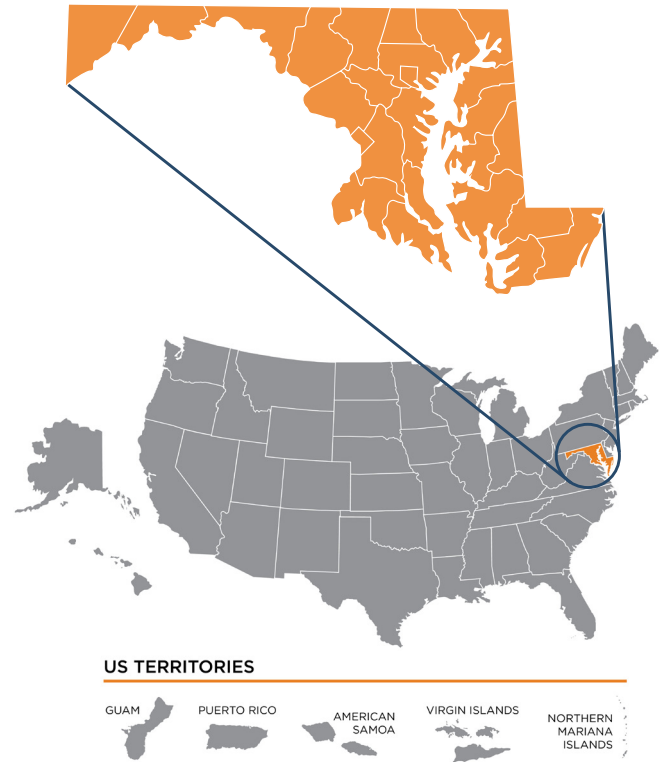 US TERRITORIES
GUAM
PUERTO RICO
AMERICAN
SAMOA
VIRGIN ISLANDS
NORTHERN
MARIANA
ISLANDS